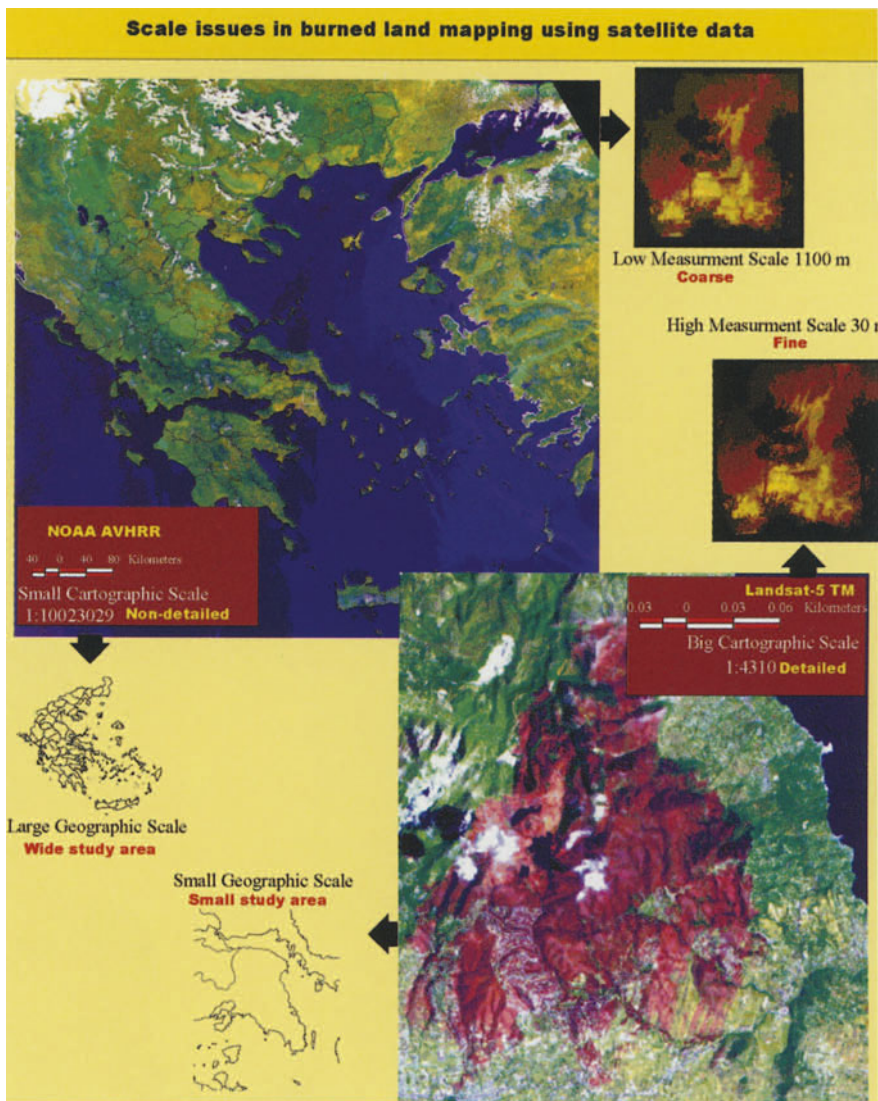 Scale issues in burned land mapping using satellite data
Low Measurment Scale 1100 m
Coarse
High Measurment Scale 30 m
Fine
NOAA AVHRR
40 0 40 80 Kilometers
Small Cartographic Scale
1:10023029 Non-detailed
Landsat-5 TM
0.03 0 0.03 0.06 Kilometers
Big Cartographic Scale
1:4310 Detailed
Large Geographic Scale
Wide study area
Small Geographic Scale
Small study area